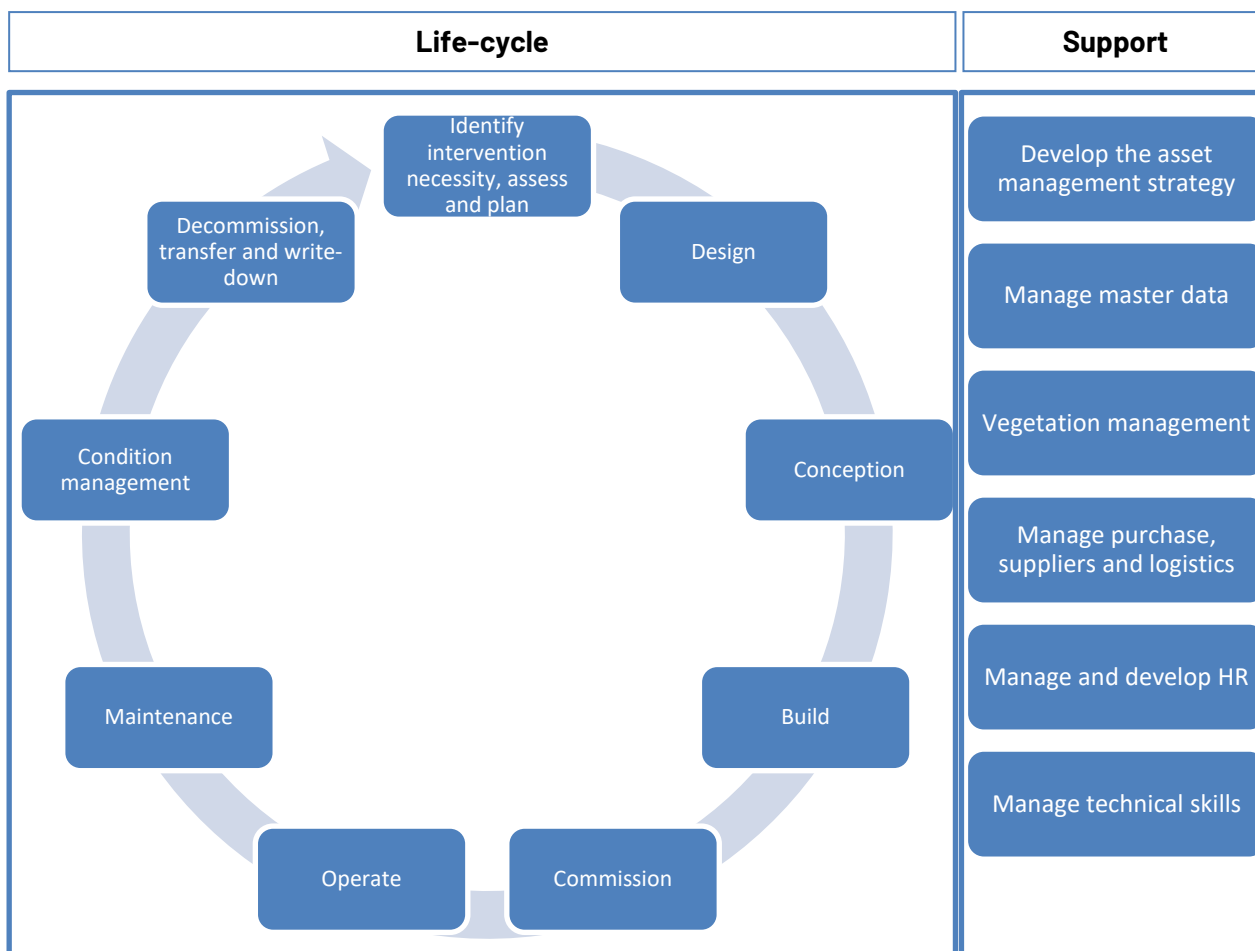 Life-cycle
Support
Identify
intervention
necessity, assess
and plan
Design
Conception
Build
Commission
Operate
Maintenance
Condition
management
Decommission,
transfer and write-
down
Develop the asset
management strategy
Manage master data
Vegetation management
Manage purchase,
suppliers and logistics
Manage and develop HR
Manage technical skills